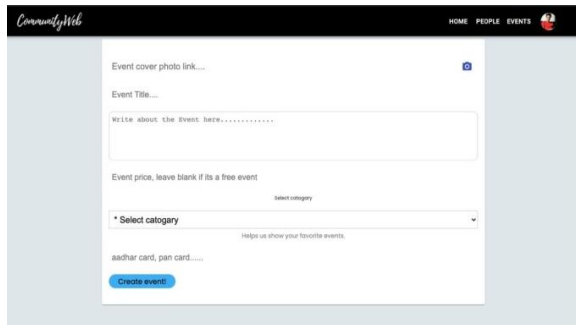 CommunityWeb
HOME PEOPLE EVENTS
Event cover photo link....
Event Title....
Write about the Event here.............
Event price, leave blank if its a free event
Select catogary
* Select catogary
Helps us show your favorite events.
aadhar card, pan card......
Create event!